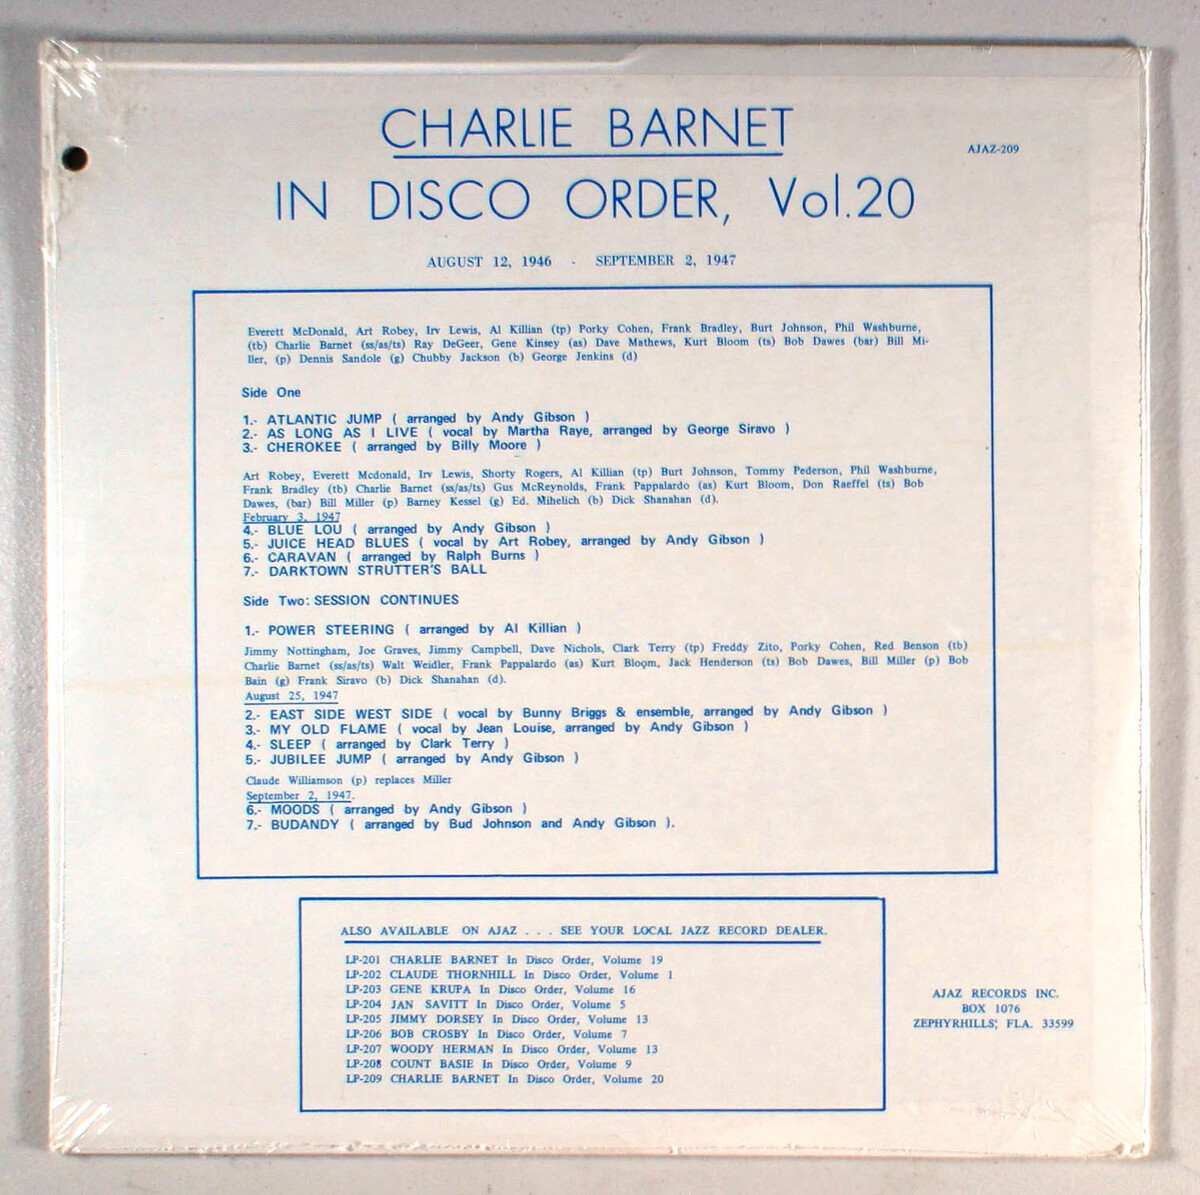 CHARLIE BARNET
AJAZ-209
IN DISCO ORDER, Vol.20
AUGUST 12, 1946 - SEPTEMBER 2, 1947
Everett McDonald, Art Robey, Irv Lewis, Al Killian (tp) Porky Cohen, Frank Bradley, Burt Johnson, Phil Washburne,
(tb) Charlie Barnet (ss/as/ts) Ray DeGeer, Gene Kinsey (as) Dave Mathews, Kurt Bloom (ts) Bob Dawes (bar) Bill Mi-
ller, (p) Dennis Sandole (g) Chubby Jackson (b) George Jenkins (d)
Side One
1.- ATLANTIC JUMP ( arranged by Andy Gibson )
2.- AS LONG AS I LIVE ( vocal by Martha Raye, arranged by George Siravo )
3.- CHEROKEE ( arranged by Billy Moore )
Art Robey, Everett Mcdonald, Irv Lewis, Shorty Rogers, Al Killian (tp) Burt Johnson, Tommy Pederson, Phil Washburne,
Frank Bradley (tb) Charlie Barnet (ss/as/ts) Gus McReynolds, Frank Pappalardo (as) Kurt Bloom, Don Raeffel (ts) Bob
Dawes, (bar) Bill Miller (p) Barney Kessel (g) Ed. Mihelich (b) Dick Shanahan (d).
February 3, 1947
4.- BLUE LOU ( arranged by Andy Gibson )
5.- JUICE HEAD BLUES ( vocal by Art Robey, arranged by Andy Gibson )
6.- CARAVAN ( arranged by Ralph Burns )
7.- DARKTOWN STRUTTER'S BALL
Side Two: SESSION CONTINUES
1.- POWER STEERING ( arranged by Al Killian )
Jimmy Nottingham, Joe Graves, Jimmy Campbell, Dave Nichols, Clark Terry (tp) Freddy Zito, Porky Cohen, Red Benson (tb)
Charlie Barnet (ss/as/ts) Walt Weidler, Frank Pappalardo (as) Kurt Bloom, Jack Henderson (ts) Bob Dawes, Bill Miller (p) Bob
Bain (g) Frank Siravo (b) Dick Shanahan (d).
August 25, 1947
2.- EAST SIDE WEST SIDE ( vocal by Bunny Briggs & ensemble, arranged by Andy Gibson )
3.- MY OLD FLAME ( vocal by Jean Louise, arranged by Andy Gibson )
4.- SLEEP ( arranged by Clark Terry )
5.- JUBILEE JUMP ( arranged by Andy Gibson )
Claude Williamson (p) replaces Miller
September 2, 1947.
6.- MOODS ( arranged by Andy Gibson )
7.- BUDANDY ( arranged by Bud Johnson and Andy Gibson ).
ALSO AVAILABLE ON AJAZ . . . SEE YOUR LOCAL JAZZ RECORD DEALER.
LP-201 CHARLIE BARNET In Disco Order, Volume 19
LP-202 CLAUDE THORNHILL In Disco Order, Volume 1
LP-203 GENE KRUPA In Disco Order, Volume 16
LP-204 JAN SAVITT In Disco Order, Volume 5
LP-205 JIMMY DORSEY In Disco Order, Volume 13
LP-206 BOB CROSBY In Disco Order, Volume 7
LP-207 WOODY HERMAN In Disco Order, Volume 13
LP-208 COUNT BASIE In Disco Order, Volume 9
LP-209 CHARLIE BARNET In Disco Order, Volume 20
AJAZ RECORDS INC.
BOX 1076
ZEPHYRHILLS, FLA. 33599